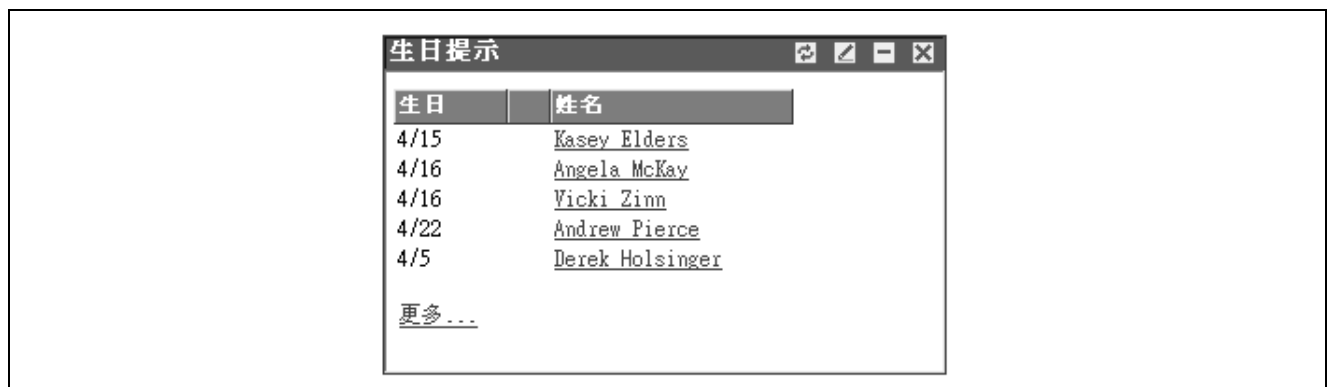 生日提示
生日 姓名
4/15 Kasey Elders
4/16 Angela McKay
4/16 Vicki Zinn
4/22 Andrew Pierce
4/5 Derek Holsinger
更多...